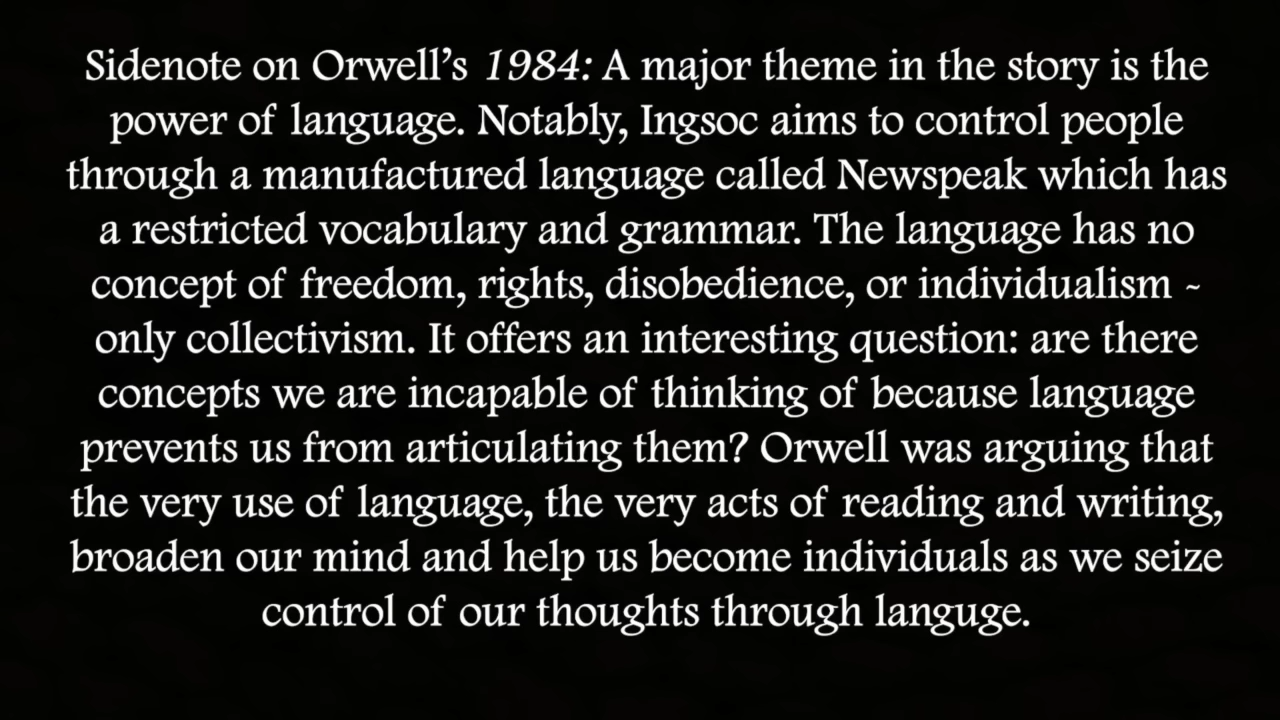 Sidenote on Orwell’s 1984: A major theme in the story is the
power of language. Notably, Ingsoc aims to control people
through a manufactured language called Newspeak which has
a restricted vocabulary and grammar. The language has no
concept of freedom, rights, disobedience, or individualism -
only collectivism. It offers an interesting question: are there
concepts we are incapable of thinking of because language
prevents us from articulating them? Orwell was arguing that
the very use of language, the very acts of reading and writing,
broaden our mind and help us become individuals as we seize
control of our thoughts through languge.